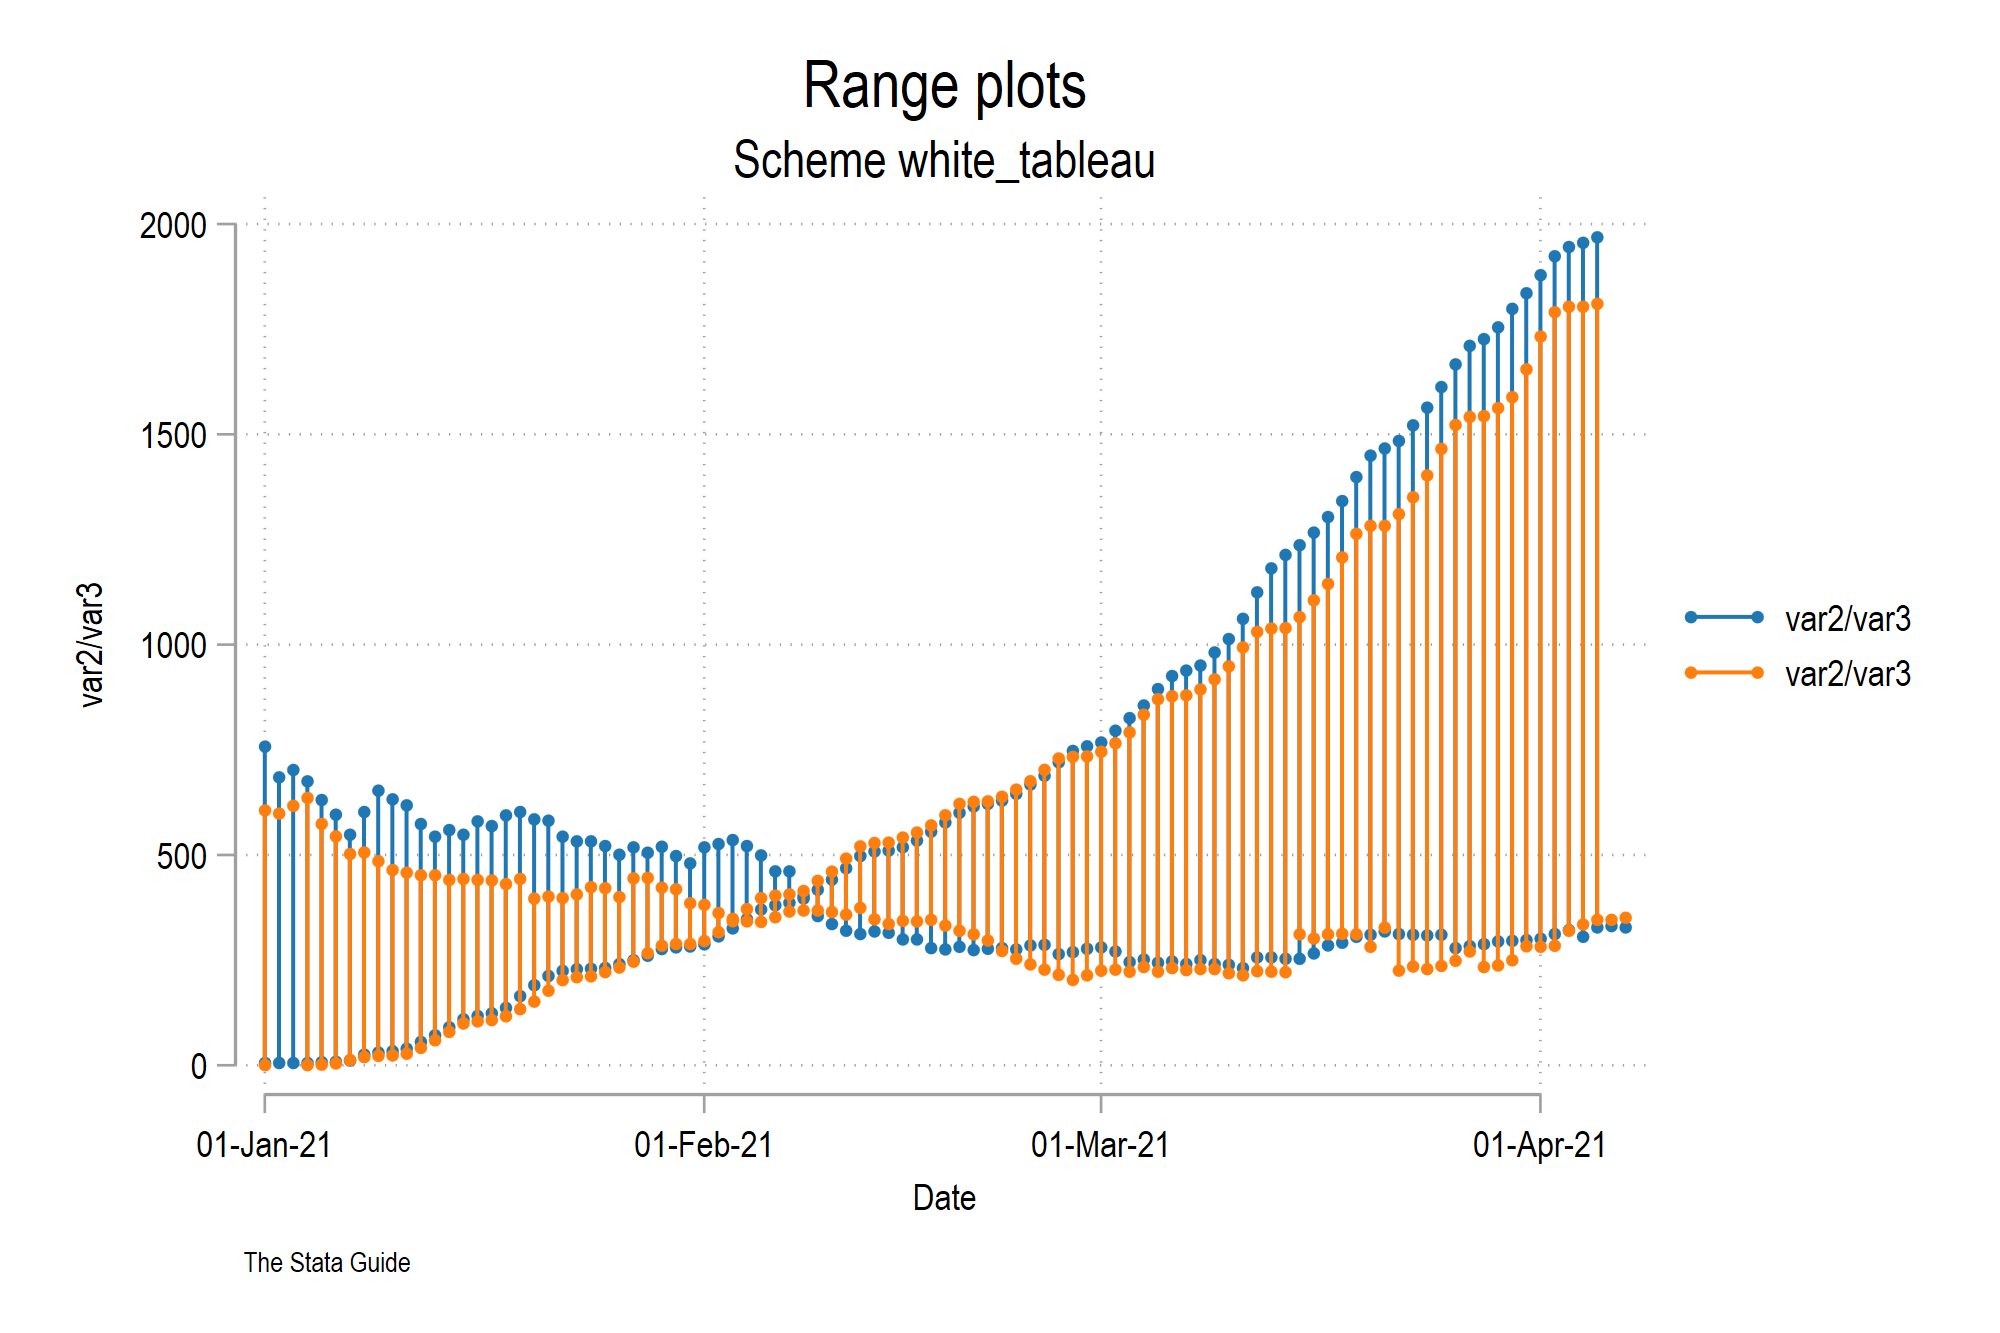 Range plots
Scheme white_tableau
2000
1500
1000
500
0
var2/var3
var2/var3
var2/var3
01-Jan-21
01-Feb-21
01-Mar-21
01-Apr-21
Date
The Stata Guide